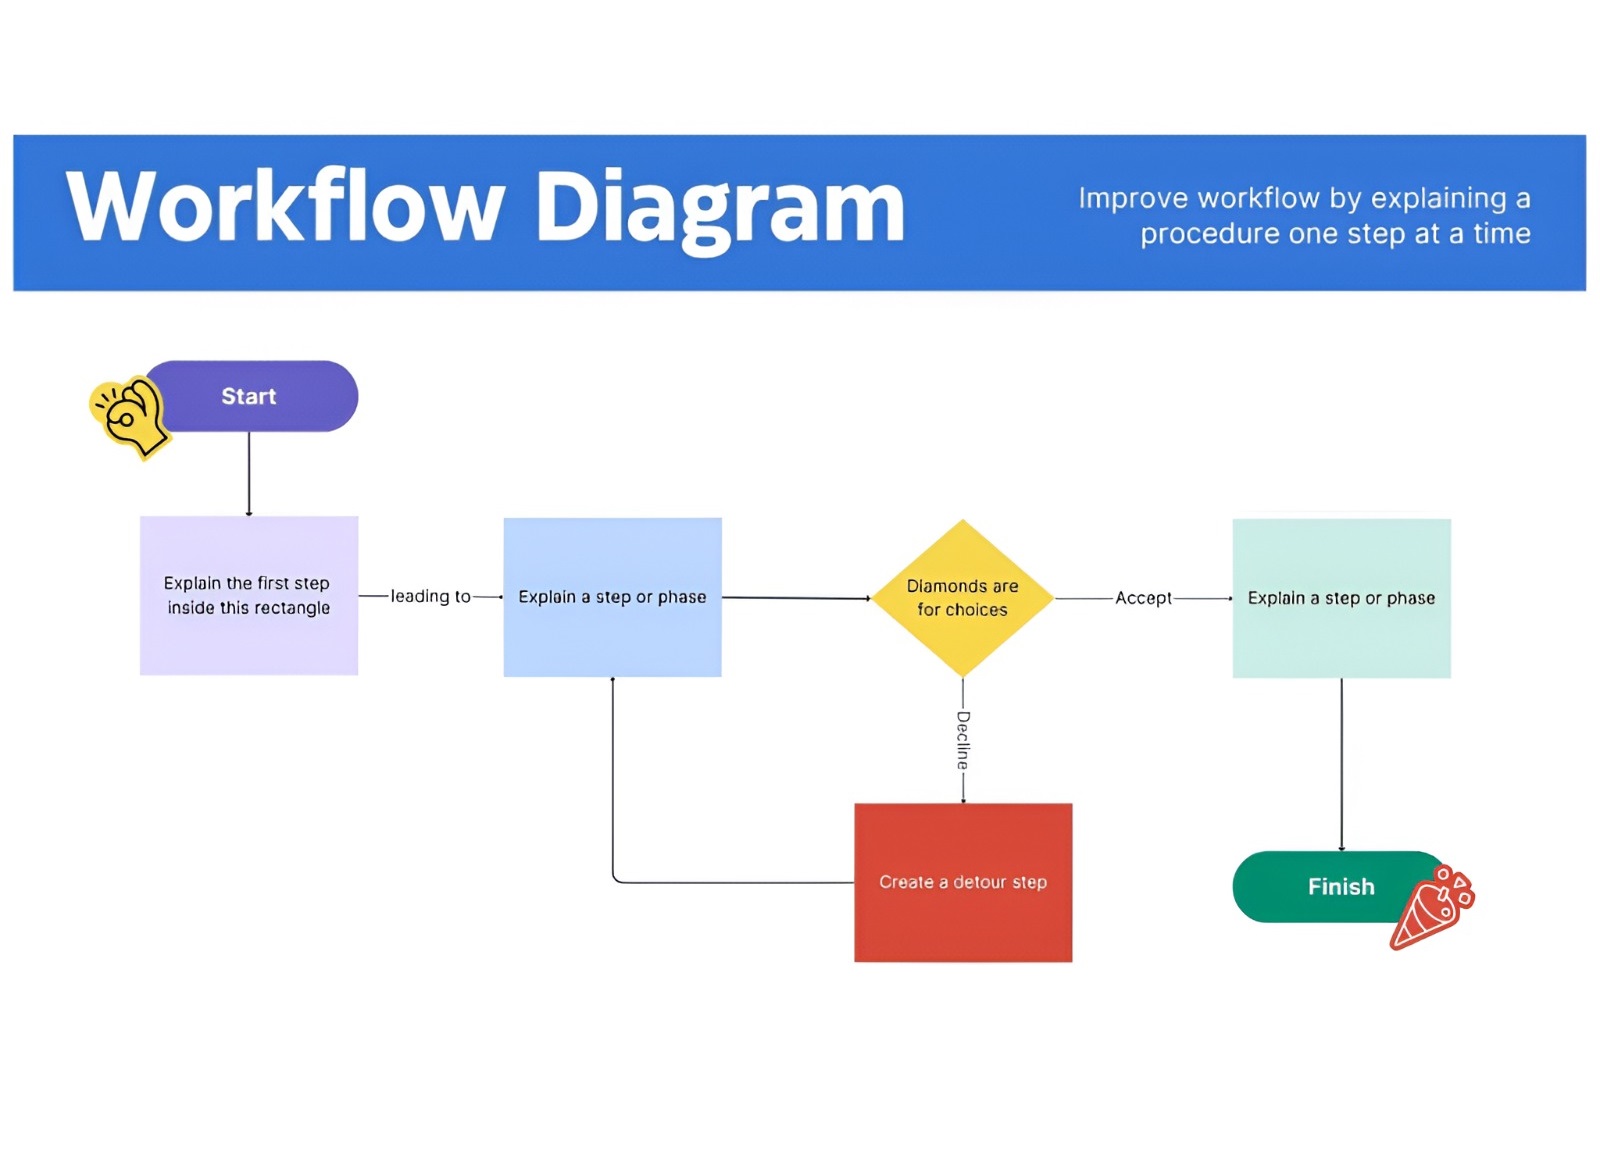 Workflow Diagram
Improve workflow by explaining a
procedure one step at a time
Start
Explain the first step
inside this rectangle
leading to
Explain a step or phase
Diamonds are
for choices
Accept
Explain a step or phase
Decline
Create a detour step
Finish